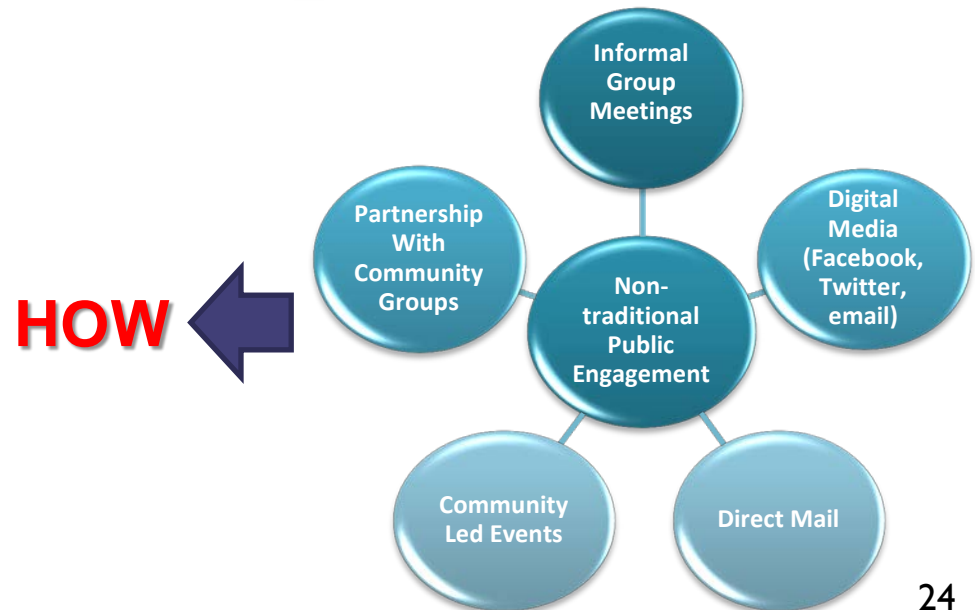 Informal
Group
Meetings
Partnership
With
Community
Groups
Digital
Media
(Facebook,
Twitter,
email)
HOW
Non-
traditional
Public
Engagement
Community
Led Events
Direct Mail
24